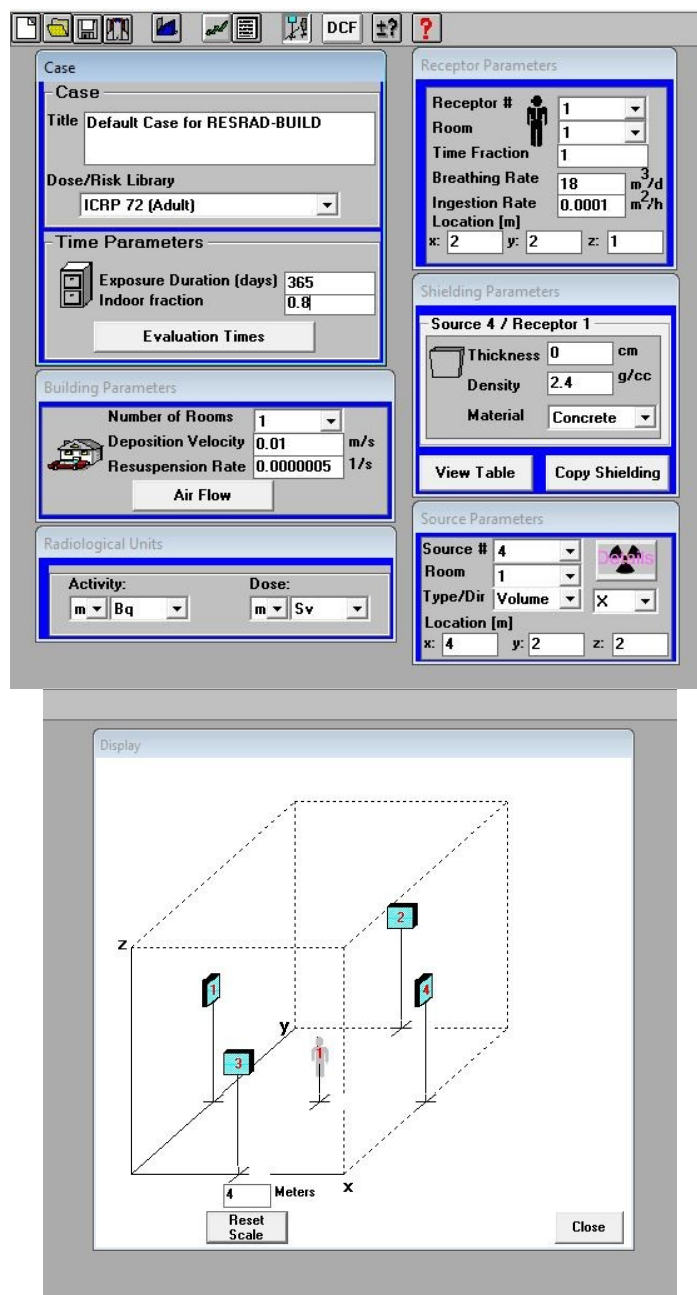 DCF ±? ?
Case
Case
Title Default Case for RESRAD-BUILD
Dose/Risk Library
ICRP 72 (Adult)
Time Parameters
Exposure Duration (days) 365
Indoor fraction 0.8
Evaluation Times
Building Parameters
Number of Rooms 1
Deposition Velocity 0.01 m/s
Resuspension Rate 0.0000005 1/s
Air Flow
Radiological Units
Activity: Dose:
m Bq m Sv
Receptor Parameters
Receptor # 1
Room 1
Time Fraction 1
Breathing Rate 18 m3/d
Ingestion Rate 0.0001 m2/h
Location [m]
x: 2 y: 2 z: 1
Shielding Parameters
Source 4 / Receptor 1
Thickness 0 cm
Density 2.4 g/cc
Material Concrete
View Table Copy Shielding
Source Parameters
Source # 4 Details
Room 1
Type/Dir Volume X
Location [m]
x: 4 y: 2 z: 2
Display
2
z
1 4
y
3 1
4 Meters x
Reset
Scale
Close